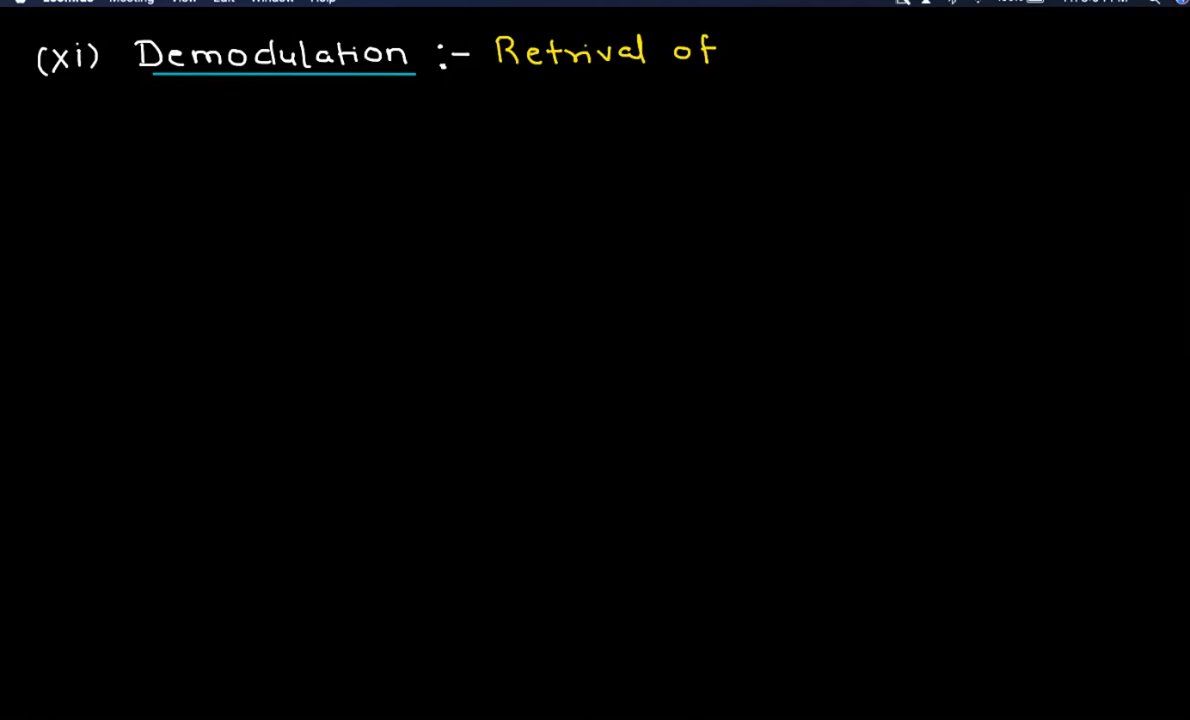 (xi) Demodulation :- Retrival of